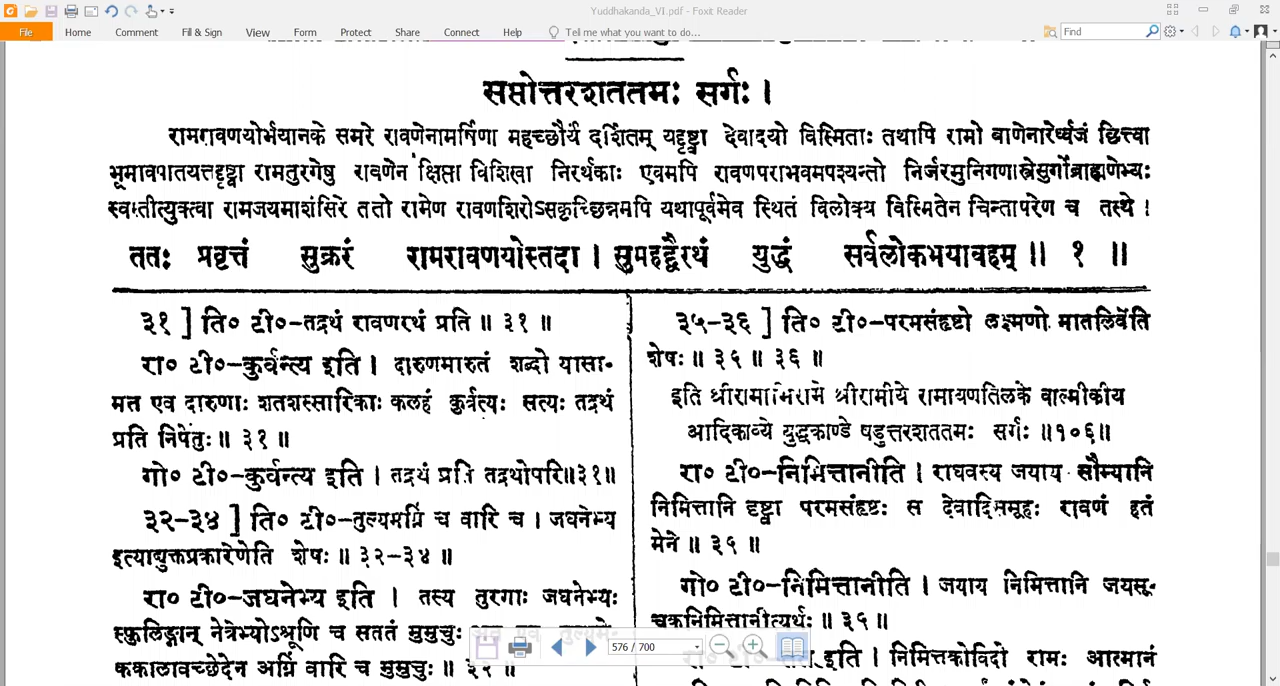 Yuddhakanda_VI.pdf - Foxit Reader
File Home Comment Fill & Sign View Form Protect Share Connect Help Tell me what you want to do... Find
सप्तोत्तरशततमः सर्गः ।
रामरावणयोर्भयानके समरे रावणेनामर्षिणा महच्छौर्यं दर्शितम् यद्दृष्ट्वा देवादयो विस्मिताः तथापि रामो बाणेनारेर्ध्वजं छित्त्वा
भूमावपातयत्तद्दृष्ट्वा रामतुरगेषु रावणेन क्षिप्ता विशिखा निरर्थकाः एवमपि रावणपराभवमपश्यन्तो निर्जरमुनिगणास्त्रेसुर्गोब्राह्मणेभ्यः
स्वस्तीत्युक्त्वा रामजयमाशंसिरे ततो रामेण रावणशिरोऽसकृच्छिन्नमपि यथापूर्वमेव स्थितं विलोक्य विस्मितेन चिन्तापरेण च तस्थे ।
ततः प्रवृत्तं सुक्रूरं रामरावणयोस्तदा । सुमहद्द्वैरथं युद्धं सर्वलोकभयावहम् ॥ १ ॥
३१ ] ति० टी०-तद्रथं रावणरथं प्रति ॥ ३१ ॥
रा० टी०-कुर्वन्त्य इति । दारुणमारुतं शब्दो यासा-
मत एव दारुणाः शतशस्सारिकाः कलहं कुर्वत्यः सत्यः तद्रथं
प्रति निपेतुः ॥ ३१ ॥
गो० टी०-कुर्वन्त्य इति । तद्रथं प्रति तद्रथोपरि॥३१॥
३२-३४ ] ति० टी०-तुल्यमग्निं च वारि च । जघनेभ्य
इत्याद्युक्तप्रकारेणेति शेषः ॥ ३२-३४ ॥
रा० टी०-जघनेभ्य इति । तस्य तुरगाः जघनेभ्यः
स्फुलिङ्गान् नेत्रेभ्योऽश्रूणि च सततं मुमुचुः
ककालावच्छेदेन अग्निं वारि च मुमुचुः ॥ ३२ ॥
३५-३६ ] ति० टी०-परमसंहृष्टो लक्ष्मणो मातलिर्वेति
शेषः ॥ ३५ ॥ ३६ ॥
इति श्रीरामाभिरामे श्रीरामीये रामायणतिलके वाल्मीकीय
आदिकाव्ये युद्धकाण्डे षडुत्तरशततमः सर्गः ॥१०६॥
रा० टी०-निमित्तानीति । राघवस्य जयाय सौम्यानि
निमित्तानि दृष्ट्वा परमसंहृष्टः स देवादिसमूहः रावणं हतं
मेने ॥ ३५ ॥
गो० टी०-निमित्तानीति । जयाय निमित्तानि जयसू-
चकनिमित्तानीत्यर्थः ॥ ३५ ॥
इति । निमित्तकोविदो रामः आत्मानं
576 / 700